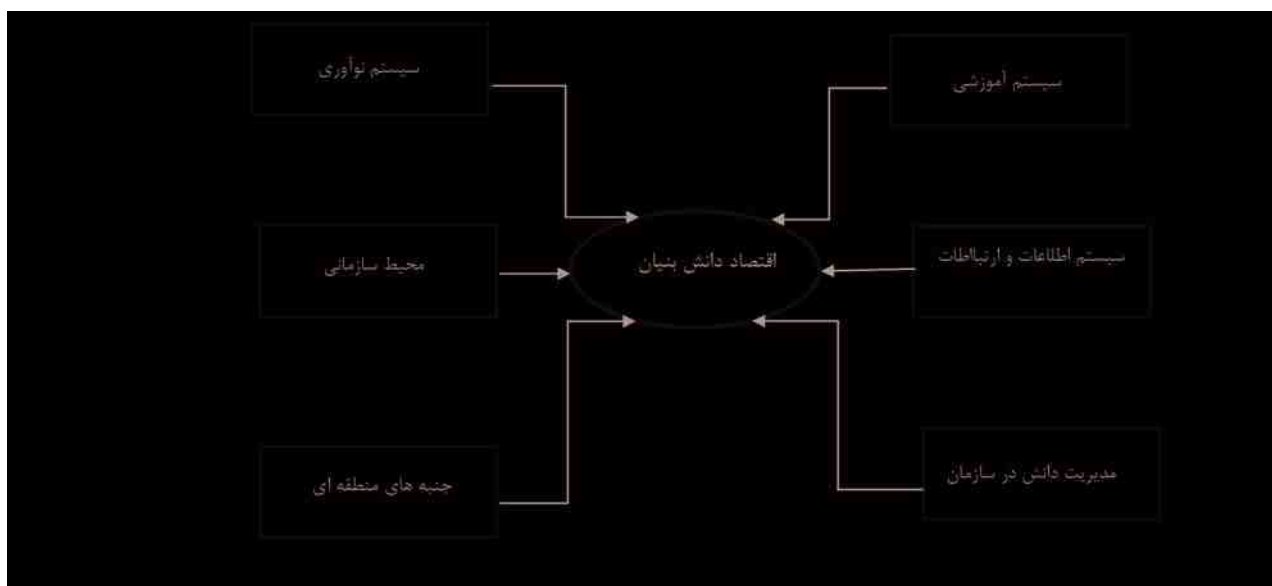 سیستم آموزشی
سیستم نوآوری
سیستم اطلاعات و ارتباطات
اقتصاد دانش بنیان
محیط سازمانی
مدیریت دانش در سازمان
جنبه های منطقه ای